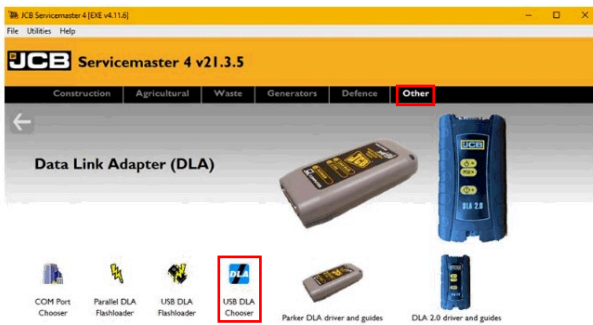 JCB Servicemaster 4 [EXE v4.11.6]
File Utilities Help
JCB Servicemaster 4 v21.3.5
Construction Agricultural Waste Generators Defence Other
Data Link Adapter (DLA)
JCB
DLA 2.0
DLA
COM Port Chooser
Parallel DLA Flashloader
USB DLA Flashloader
USB DLA Chooser
Parker DLA driver and guides
DLA 2.0 driver and guides